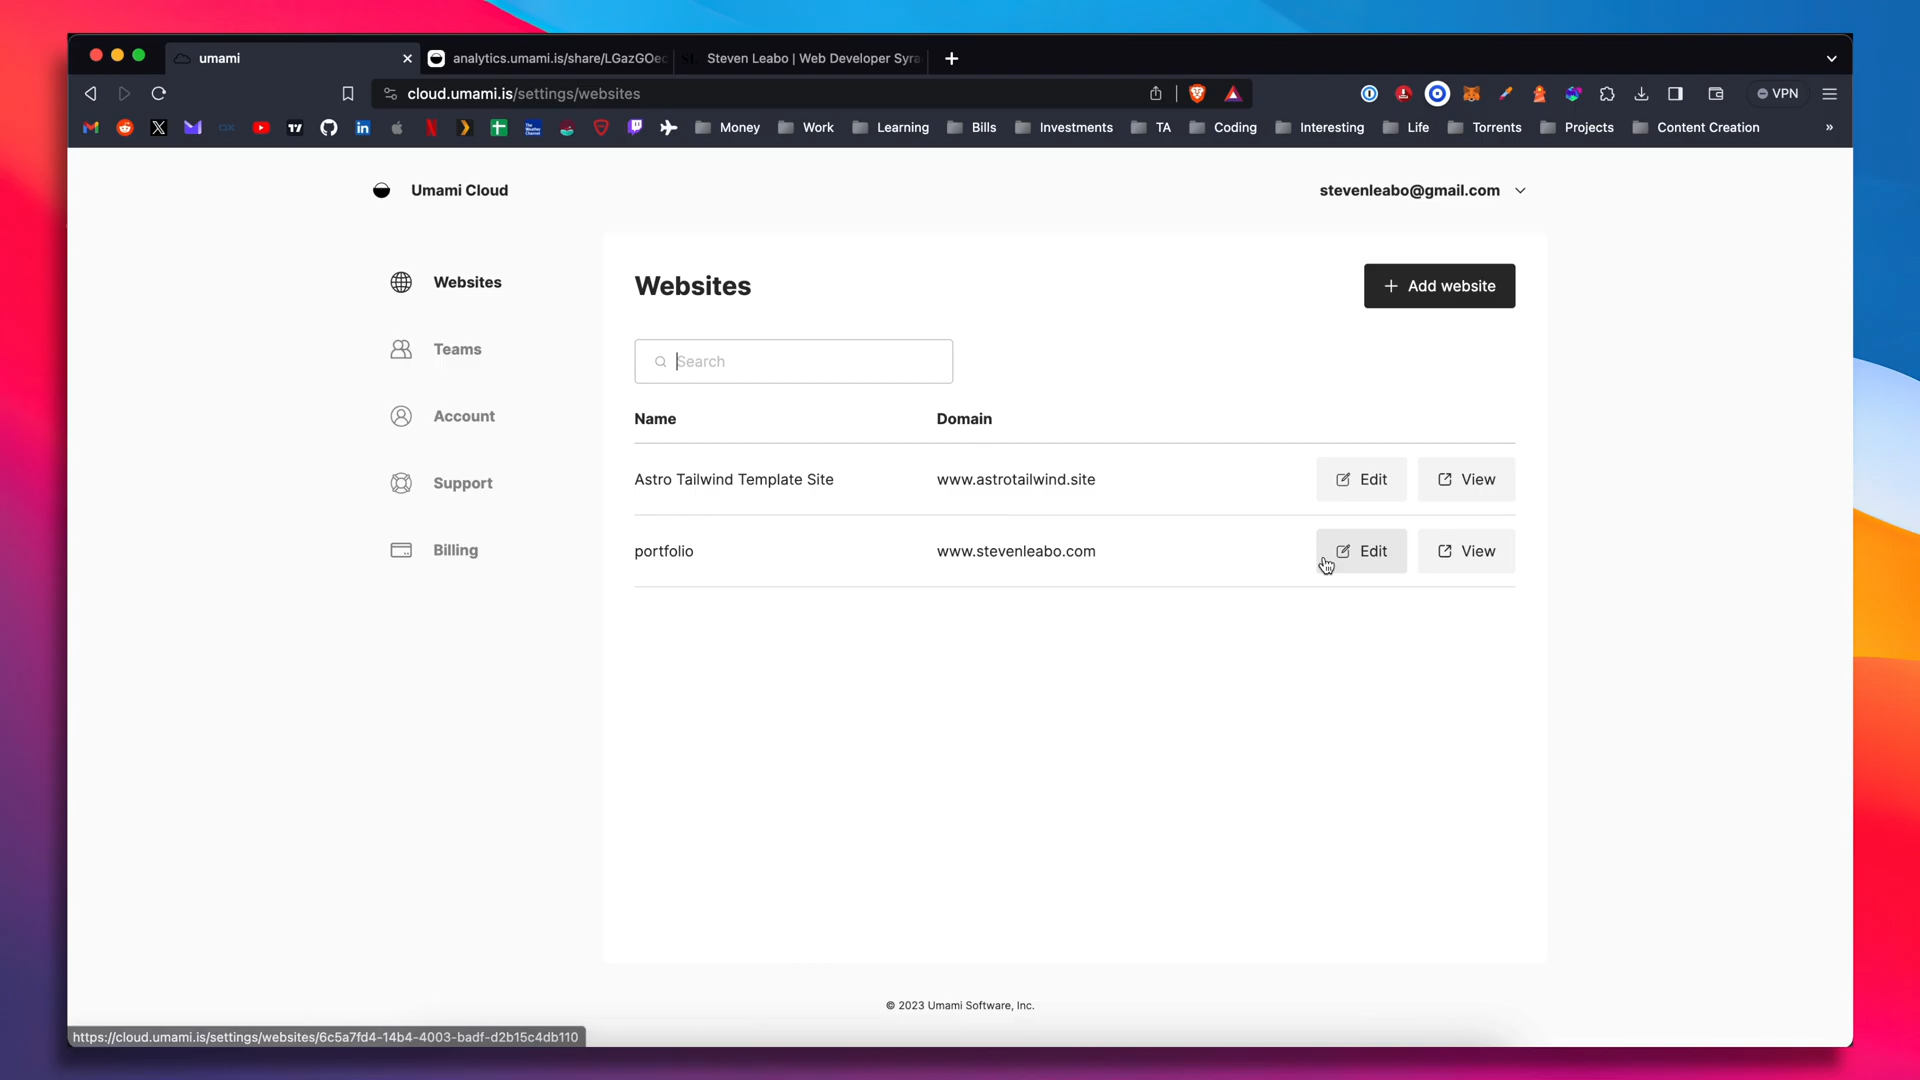 umami
analytics.umami.is/share/LGazGOec
Steven Leabo | Web Developer Syra
cloud.umami.is/settings/websites
VPN
Money
Work
Learning
Bills
Investments
TA
Coding
Interesting
Life
Torrents
Projects
Content Creation
»
Umami Cloud
stevenleabo@gmail.com
Websites
Teams
Account
Support
Billing
Websites
Add website
Search
Name Domain
Astro Tailwind Template Site www.astrotailwind.site Edit View
portfolio www.stevenleabo.com Edit View
© 2023 Umami Software, Inc.
https://cloud.umami.is/settings/websites/6c5a7fd4-14b4-4003-badf-d2b15c4db110